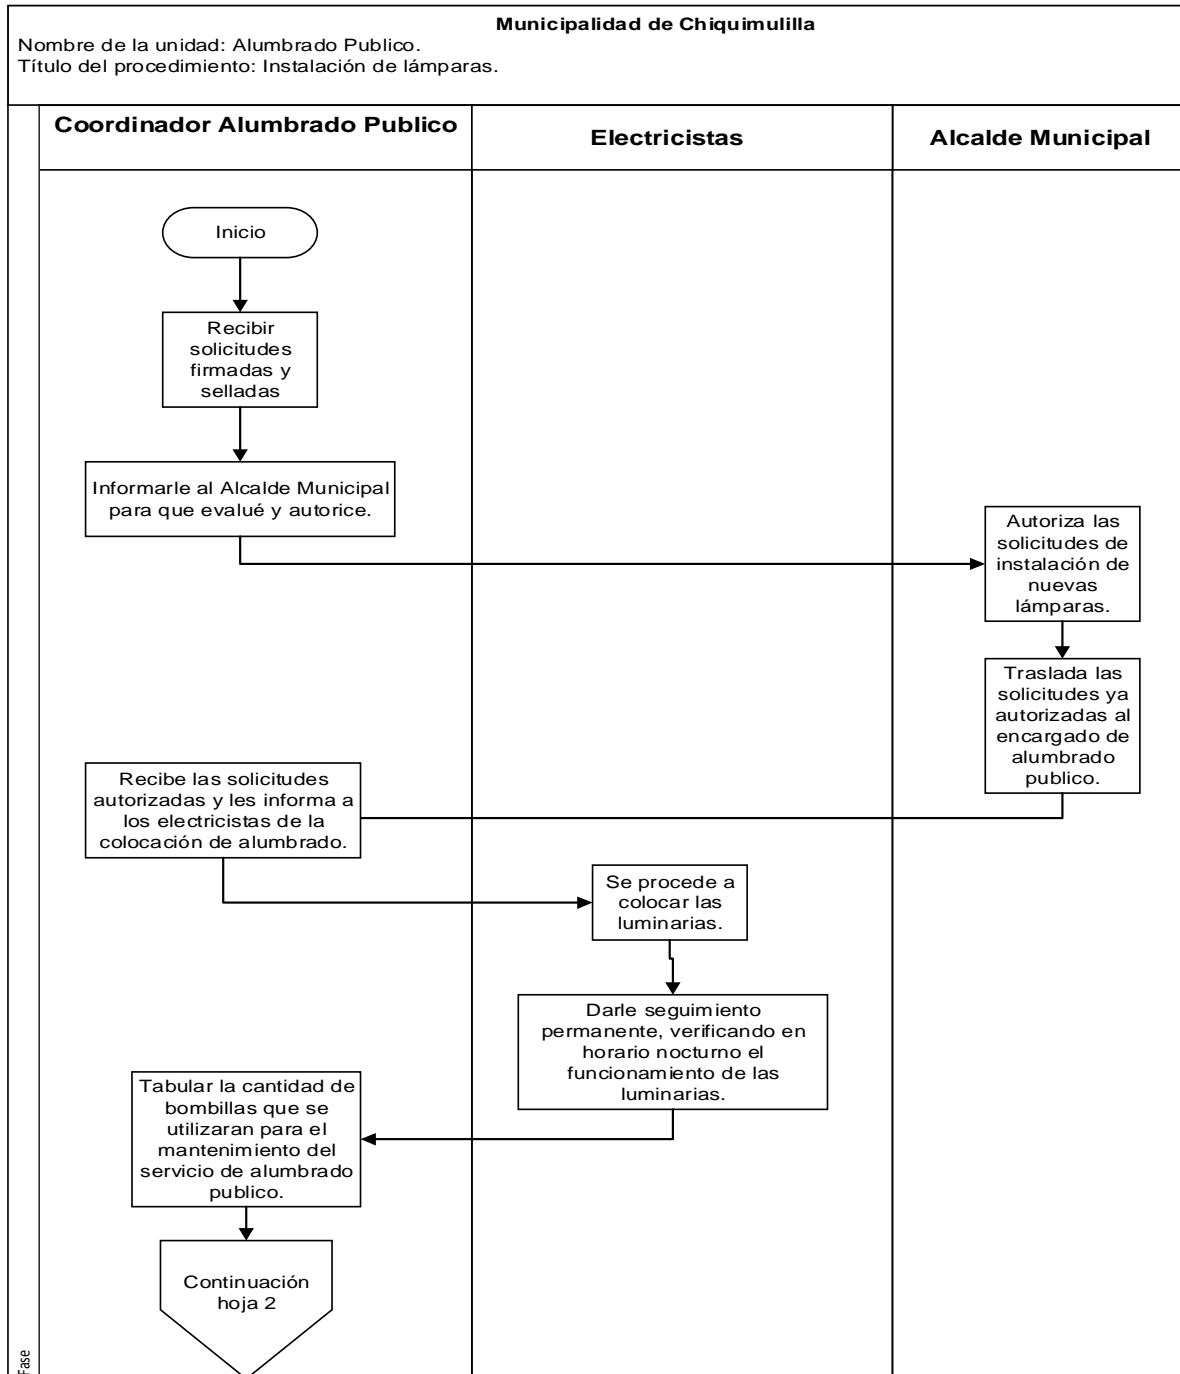 Municipalidad de Chiquimulilla
Nombre de la unidad: Alumbrado Publico.
Título del procedimiento: Instalación de lámparas.
Coordinador Alumbrado Publico
Electricistas
Alcalde Municipal
Inicio
Recibir
solicitudes
firmadas y
selladas
Informarle al Alcalde Municipal
para que evalué y autorice.
Autoriza las
solicitudes de
instalación de
nuevas
lámparas.
Traslada las
solicitudes ya
autorizadas al
encargado de
alumbrado
publico.
Recibe las solicitudes
autorizadas y les informa a
los electricistas de la
colocación de alumbrado.
Se procede a
colocar las
luminarias.
Darle seguimiento
permanente, verificando en
horario nocturno el
funcionamiento de las
luminarias.
Tabular la cantidad de
bombillas que se
utilizaran para el
mantenimiento del
servicio de alumbrado
publico.
Continuación
hoja 2
Fase